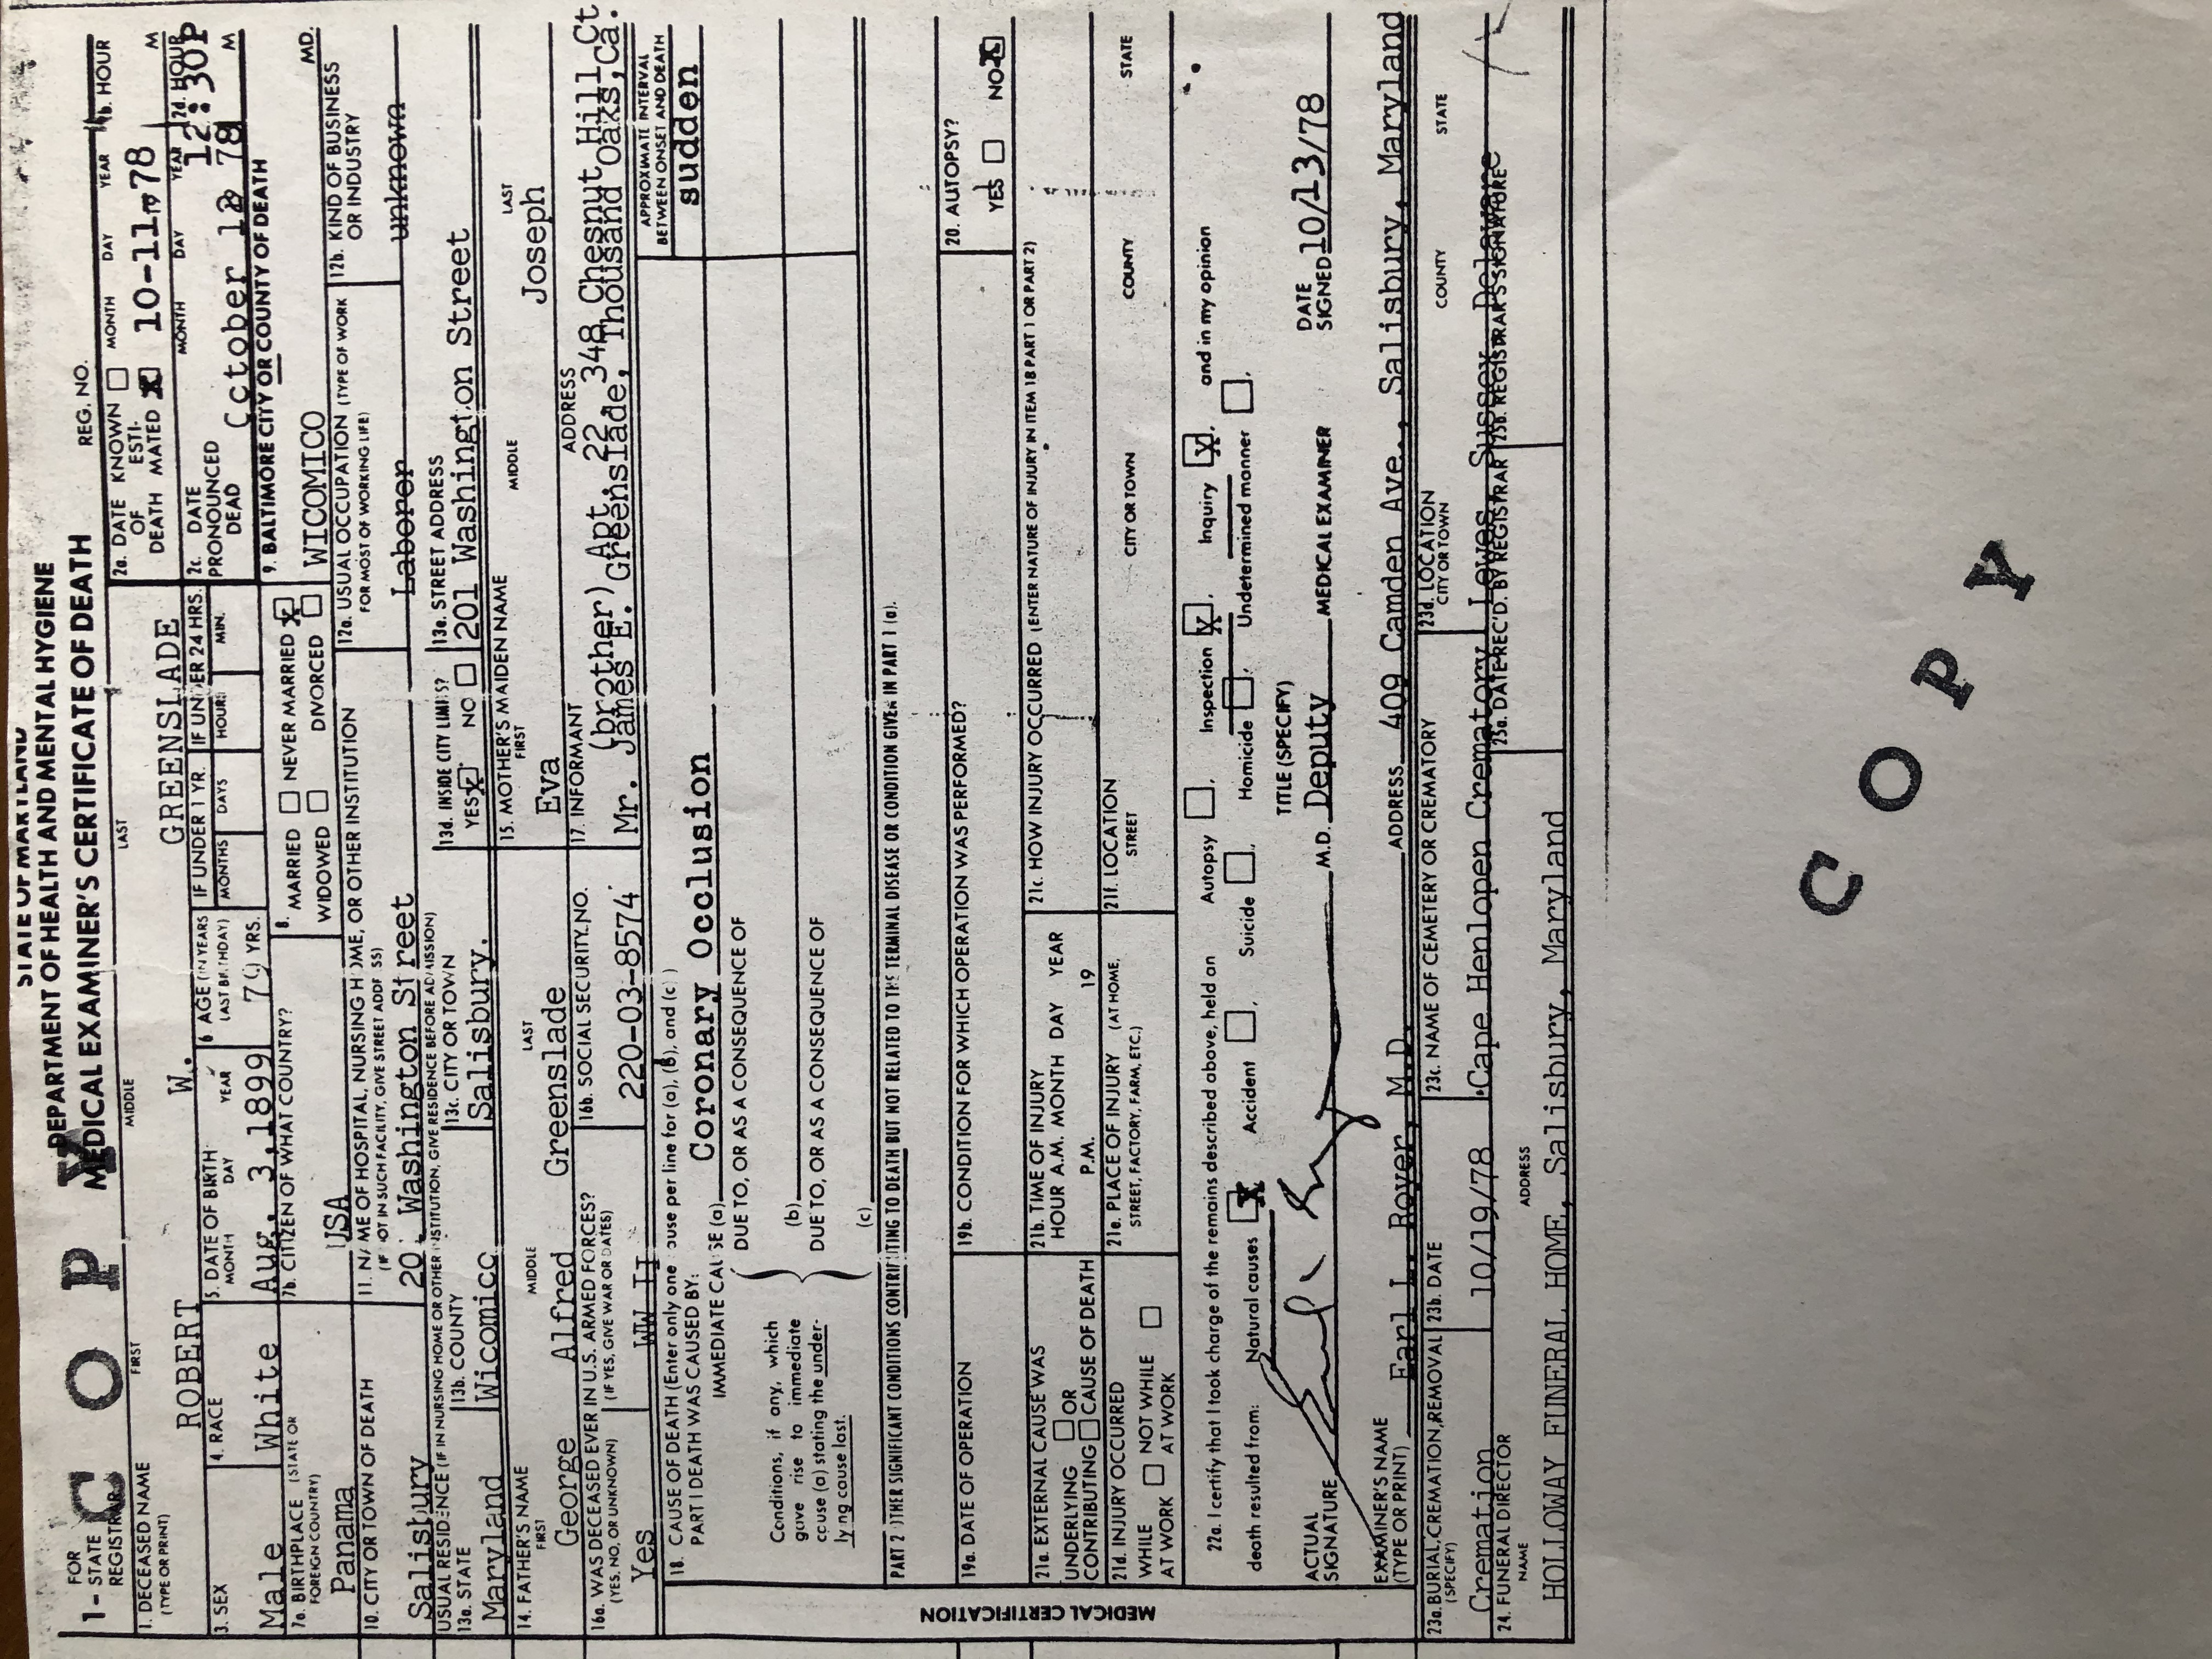 STATE OF MARYLAND
DEPARTMENT OF HEALTH AND MENTAL HYGIENE
MEDICAL EXAMINER'S CERTIFICATE OF DEATH
REG. NO.
1- FOR STATE REGISTRAR
COPY
1. DECEASED NAME (TYPE OR PRINT)
FIRST MIDDLE LAST
ROBERT W. GREENSLADE
2a. DATE OF DEATH KNOWN ☐ ESTIMATED ☒ MONTH DAY YEAR
10-11-1978
2b. HOUR
M
3. SEX
Male
4. RACE
White
5. DATE OF BIRTH
MONTH DAY YEAR
Aug. 3,1899
6 AGE (IN YEARS LAST BIRTHDAY)
79 YRS.
IF UNDER 1 YR.
MONTHS DAYS
IF UNDER 24 HRS.
HOURS MIN.
2c. DATE PRONOUNCED DEAD MONTH DAY YEAR
October 78
2d. HOUR
12:30P M
7a. BIRTHPLACE (STATE OR FOREIGN COUNTRY)
Panama
7b. CITIZEN OF WHAT COUNTRY?
USA
8. MARRIED ☐ NEVER MARRIED ☒
WIDOWED ☐ DIVORCED ☐
9. BALTIMORE CITY OR COUNTY OF DEATH
WICOMICO MD.
10. CITY OR TOWN OF DEATH
Salisbury
11. NAME OF HOSPITAL, NURSING HOME, OR OTHER INSTITUTION
(IF NOT IN SUCH FACILITY, GIVE STREET ADDRESS)
201 Washington Street
12a. USUAL OCCUPATION (TYPE OF WORK FOR MOST OF WORKING LIFE)
Laborer
12b. KIND OF BUSINESS OR INDUSTRY
unknown
USUAL RESIDENCE (IF IN NURSING HOME OR OTHER INSTITUTION, GIVE RESIDENCE BEFORE ADMISSION)
13a. STATE
Maryland
13b. COUNTY
Wicomico
13c. CITY OR TOWN
Salisbury.
13d. INSIDE CITY LIMITS?
YES ☒ NO ☐
13e. STREET ADDRESS
201 Washington Street
14. FATHER'S NAME
FIRST MIDDLE LAST
George Alfred Greenslade
15. MOTHER'S MAIDEN NAME
FIRST MIDDLE LAST
Eva Joseph
16a. WAS DECEASED EVER IN U.S. ARMED FORCES?
(YES, NO, OR UNKNOWN) (IF YES, GIVE WAR OR DATES)
Yes WW II
16b. SOCIAL SECURITY NO.
220-03-8574
17. INFORMANT ADDRESS
(brother) Apt. 22, 348 Chesnut Hill Ct
Mr. James E. Greenslade, Thousand Oaks,Ca.
MEDICAL CERTIFICATION
18. CAUSE OF DEATH (Enter only one cause per line for (a), (b), and (c) )
PART I DEATH WAS CAUSED BY:
IMMEDIATE CAUSE (a) Coronary Occlusion
APPROXIMATE INTERVAL BETWEEN ONSET AND DEATH
sudden
DUE TO, OR AS A CONSEQUENCE OF
Conditions, if any, which
gave rise to immediate
cause (a) stating the under-
lying cause last.
(b)
DUE TO, OR AS A CONSEQUENCE OF
(c)
PART 2 OTHER SIGNIFICANT CONDITIONS CONTRIBUTING TO DEATH BUT NOT RELATED TO THE TERMINAL DISEASE OR CONDITION GIVEN IN PART 1 (a).
19a. DATE OF OPERATION
19b. CONDITION FOR WHICH OPERATION WAS PERFORMED?
20. AUTOPSY?
YES ☐ NO ☒
21a. EXTERNAL CAUSE WAS
UNDERLYING ☐ OR
CONTRIBUTING ☐ CAUSE OF DEATH
21b. TIME OF INJURY
HOUR A.M. MONTH DAY YEAR
P.M. 19
21c. HOW INJURY OCCURRED (ENTER NATURE OF INJURY IN ITEM 18 PART 1 OR PART 2)
21d. INJURY OCCURRED
WHILE AT WORK ☐ NOT WHILE AT WORK ☐
21e. PLACE OF INJURY (AT HOME, STREET, FACTORY, FARM, ETC.)
21f. LOCATION
STREET CITY OR TOWN COUNTY STATE
22a. I certify that I took charge of the remains described above, held an Autopsy ☐, Inspection ☒, Inquiry ☒, and in my opinion
death resulted from: Natural causes ☒ Accident ☐, Suicide ☐, Homicide ☐, Undetermined manner ☐,
ACTUAL SIGNATURE M.D.
TITLE (SPECIFY)
Deputy MEDICAL EXAMINER
DATE SIGNED 10/13/78
EXAMINER'S NAME (TYPE OR PRINT) Earl L. Royer, M.D. ADDRESS 409 Camden Ave., Salisbury, Maryland
23a. BURIAL, CREMATION, REMOVAL (SPECIFY)
Cremation
23b. DATE
10/19/78
23c. NAME OF CEMETERY OR CREMATORY
Cape Henlopen Crematory
23d. LOCATION
CITY OR TOWN COUNTY STATE
Lewes, Sussex, Delaware
24. FUNERAL DIRECTOR
NAME ADDRESS
HOLLOWAY FUNERAL HOME, Salisbury, Maryland
25a. DATE REC'D. BY REGISTRAR
25b. REGISTRAR'S SIGNATURE
COPY